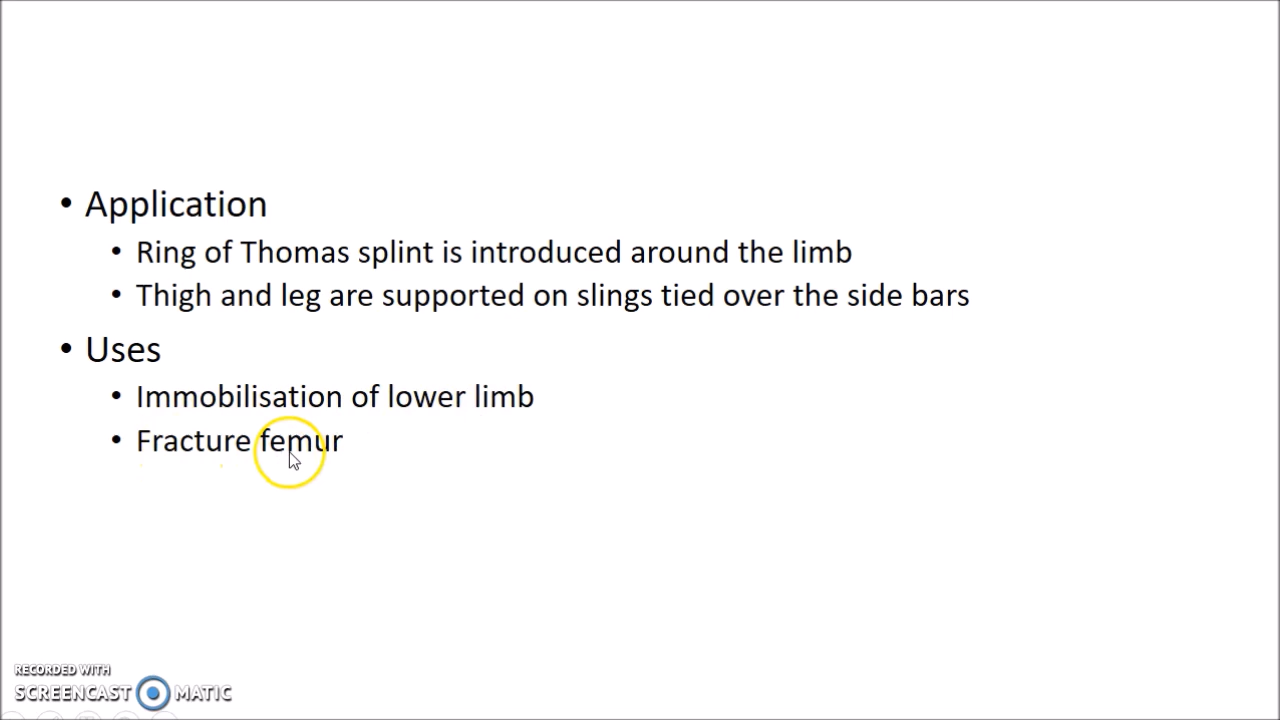 • Application
• Ring of Thomas splint is introduced around the limb
• Thigh and leg are supported on slings tied over the side bars
• Uses
• Immobilisation of lower limb
• Fracture femur
RECORDED WITH
SCREENCAST MATIC